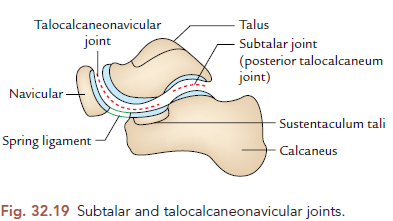 Talocalcaneonavicular
joint
Talus
Subtalar joint
(posterior talocalcaneum
joint)
Navicular
Spring ligament
Sustentaculum tali
Calcaneus
Fig. 32.19 Subtalar and talocalcaneonavicular joints.